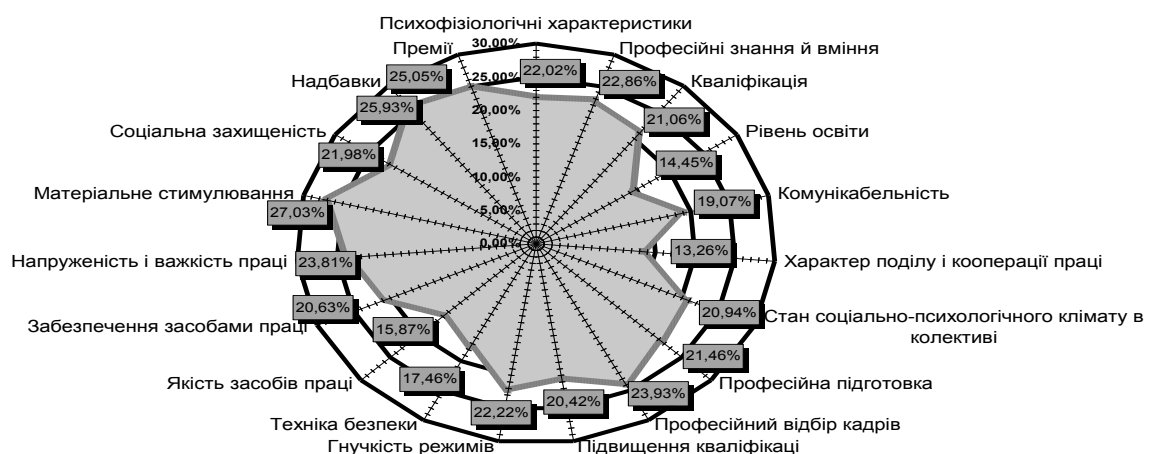 Психофізіологічні характеристики
Премії
30,00%
Професійні знання й вміння
Надбавки
25,05%
25,00%
22,02%
22,86%
Кваліфікація
25,93%
20,00%
21,06%
Соціальна захищеність
21,98%
15,00%
14,45%
Рівень освіти
Матеріальне стимулювання
27,03%
10,00%
5,00%
19,07%
Комунікабельність
Напруженість і важкість праці
23,81%
0,00%
13,26%
Характер поділу і кооперації праці
Забезпечення засобами праці
20,63%
20,94%
Стан соціально-психологічного клімату в
колективі
15,87%
21,46%
Якість засобів праці
17,46%
23,93%
Професійна підготовка
Техніка безпеки
22,22%
20,42%
Професійний відбір кадрів
Гнучкість режимів
Підвищення кваліфікаці